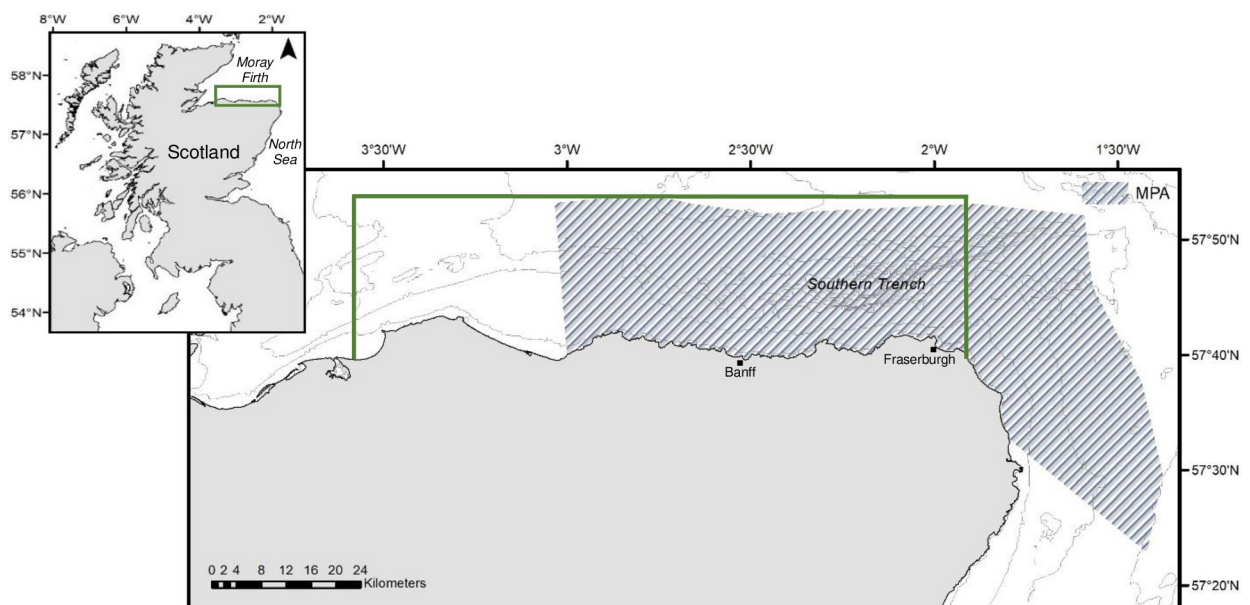 8°W 6°W 4°W 2°W
58°N
57°N
56°N
55°N
54°N
Moray
Firth
Scotland
North
Sea
3°30'W 3°W 2°30'W 2°W 1°30'W
MPA
57°50'N
57°40'N
57°30'N
57°20'N
Southern Trench
Banff
Fraserburgh
0 2 4 8 12 16 20 24
Kilometers